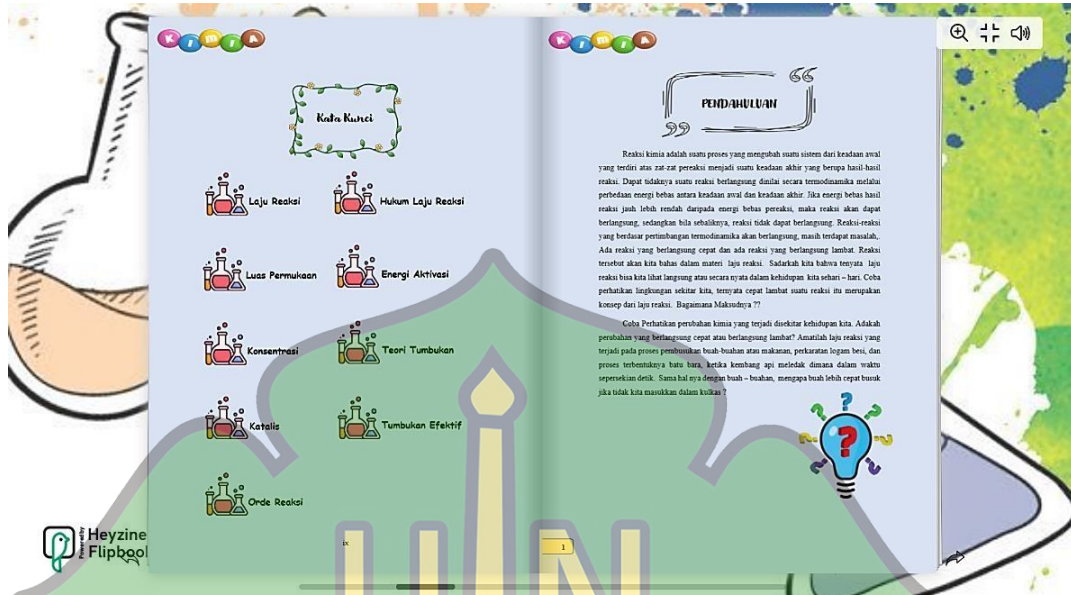 KIMIA
Kata Kunci
Laju Reaksi
Hukum Laju Reaksi
Luas Permukaan
Energi Aktivasi
Konsentrasi
Teori Tumbukan
Katalis
Tumbukan Efektif
Orde Reaksi
ix
KIMIA
PENDAHULUAN
Reaksi kimia adalah suatu proses yang mengubah suatu sistem dari keadaan awal
yang terdiri atas zat-zat pereaksi menjadi suatu keadaan akhir yang berupa hasil-hasil
reaksi. Dapat tidaknya suatu reaksi berlangsung dinilai secara termodinamika melalui
perbedaan energi bebas antara keadaan awal dan keadaan akhir. Jika energi bebas hasil
reaksi jauh lebih rendah daripada energi bebas pereaksi, maka reaksi akan dapat
berlangsung, sedangkan bila sebaliknya, reaksi tidak dapat berlangsung. Reaksi-reaksi
yang berdasar pertimbangan termodinamika akan berlangsung, masih terdapat masalah,.
Ada reaksi yang berlangsung cepat dan ada reaksi yang berlangsung lambat. Reaksi
tersebut akan kita bahas dalam materi laju reaksi. Sadarkah kita bahwa tenyata laju
reaksi bisa kita lihat langsung atau secara nyata dalam kehidupan kita sehari – hari. Coba
perhatikan lingkungan sekitar kita, ternyata cepat lambat suatu reaksi itu merupakan
konsep dari laju reaksi. Bagaimana Maksudnya ??
Coba Perhatikan perubahan kimia yang terjadi disekitar kehidupan kita. Adakah
perubahan yang berlangsung cepat atau berlangsung lambat? Amatilah laju reaksi yang
terjadi pada proses pembusukan buah-buahan atau makanan, perkaratan logam besi, dan
proses terbentuknya batu bara, ketika kembang api meledak dimana dalam waktu
sepersekian detik. Sama hal nya dengan buah – buahan, mengapa buah lebih cepat busuk
jika tidak kita masukkan dalam kulkas ?
1
Powered by
Heyzine
Flipbook
UIN